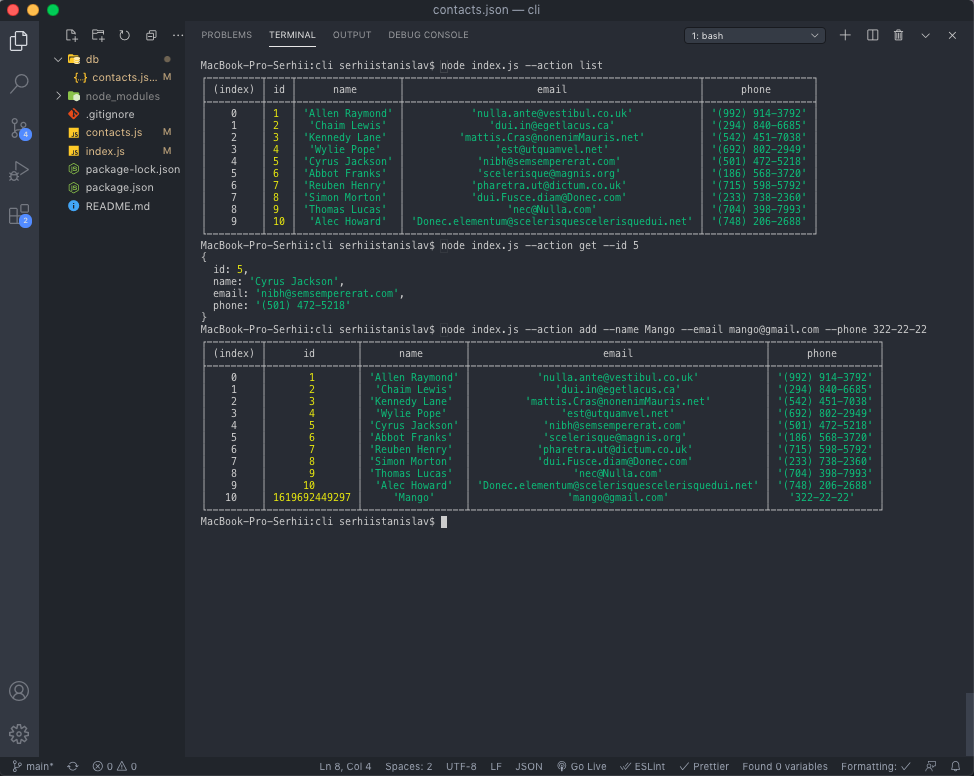 contacts.json — cli
PROBLEMS TERMINAL OUTPUT DEBUG CONSOLE 1: bash
db
{..} contacts.js... M
node_modules
.gitignore
JS contacts.js M
JS index.js M
package-lock.json
package.json
README.md
4
2
MacBook-Pro-Serhii:cli serhiistanislav$ node index.js --action list
(index) id name email phone
0 1 'Allen Raymond' 'nulla.ante@vestibul.co.uk' '(992) 914-3792'
1 2 'Chaim Lewis' 'dui.in@egetlacus.ca' '(294) 840-6685'
2 3 'Kennedy Lane' 'mattis.Cras@nonenimMauris.net' '(542) 451-7038'
3 4 'Wylie Pope' 'est@utquamvel.net' '(692) 802-2949'
4 5 'Cyrus Jackson' 'nibh@semsempererat.com' '(501) 472-5218'
5 6 'Abbot Franks' 'scelerisque@magnis.org' '(186) 568-3720'
6 7 'Reuben Henry' 'pharetra.ut@dictum.co.uk' '(715) 598-5792'
7 8 'Simon Morton' 'dui.Fusce.diam@Donec.com' '(233) 738-2360'
8 9 'Thomas Lucas' 'nec@Nulla.com' '(704) 398-7993'
9 10 'Alec Howard' 'Donec.elementum@scelerisquescelerisquedui.net' '(748) 206-2688'
MacBook-Pro-Serhii:cli serhiistanislav$ node index.js --action get --id 5
{
id: 5,
name: 'Cyrus Jackson',
email: 'nibh@semsempererat.com',
phone: '(501) 472-5218'
}
MacBook-Pro-Serhii:cli serhiistanislav$ node index.js --action add --name Mango --email mango@gmail.com --phone 322-22-22
(index) id name email phone
0 1 'Allen Raymond' 'nulla.ante@vestibul.co.uk' '(992) 914-3792'
1 2 'Chaim Lewis' 'dui.in@egetlacus.ca' '(294) 840-6685'
2 3 'Kennedy Lane' 'mattis.Cras@nonenimMauris.net' '(542) 451-7038'
3 4 'Wylie Pope' 'est@utquamvel.net' '(692) 802-2949'
4 5 'Cyrus Jackson' 'nibh@semsempererat.com' '(501) 472-5218'
5 6 'Abbot Franks' 'scelerisque@magnis.org' '(186) 568-3720'
6 7 'Reuben Henry' 'pharetra.ut@dictum.co.uk' '(715) 598-5792'
7 8 'Simon Morton' 'dui.Fusce.diam@Donec.com' '(233) 738-2360'
8 9 'Thomas Lucas' 'nec@Nulla.com' '(704) 398-7993'
9 10 'Alec Howard' 'Donec.elementum@scelerisquescelerisquedui.net' '(748) 206-2688'
10 1619692449297 'Mango' 'mango@gmail.com' '322-22-22'
MacBook-Pro-Serhii:cli serhiistanislav$
main* 0 0 Ln 8, Col 4 Spaces: 2 UTF-8 LF JSON Go Live ESLint Prettier Found 0 variables Formatting: